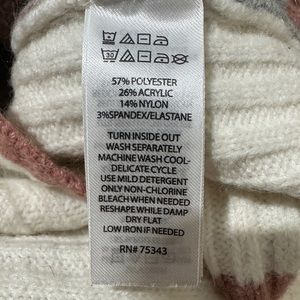 30
57% POLYESTER
26% ACRYLIC
14% NYLON
3%SPANDEX/ELASTANE
TURN INSIDE OUT
WASH SEPARATELY
MACHINE WASH COOL-
DELICATE CYCLE
USE MILD DETERGENT
ONLY NON-CHLORINE
BLEACH WHEN NEEDED
RESHAPE WHILE DAMP
DRY FLAT
LOW IRON IF NEEDED
RN# 75343